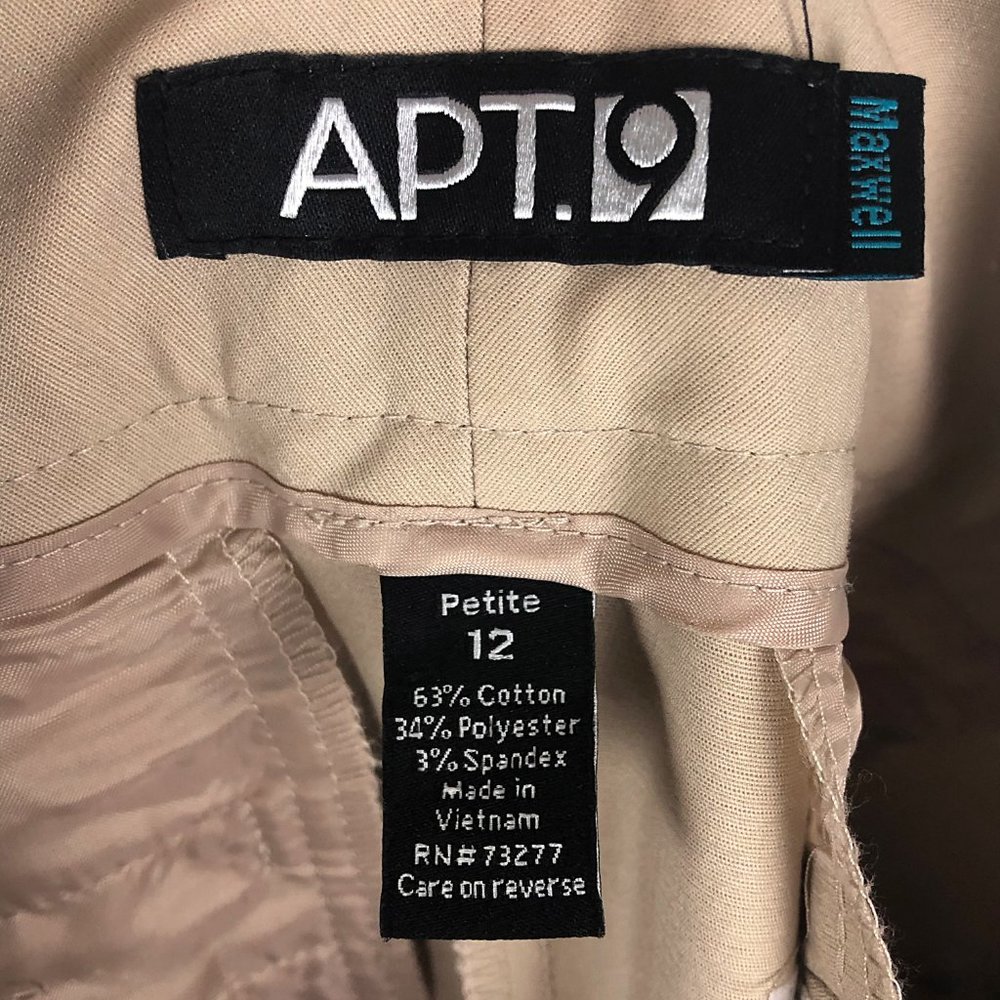 APT.9
Maxwell
Petite
12
63% Cotton
34% Polyester
3% Spandex
Made in
Vietnam
RN#73277
Care on reverse